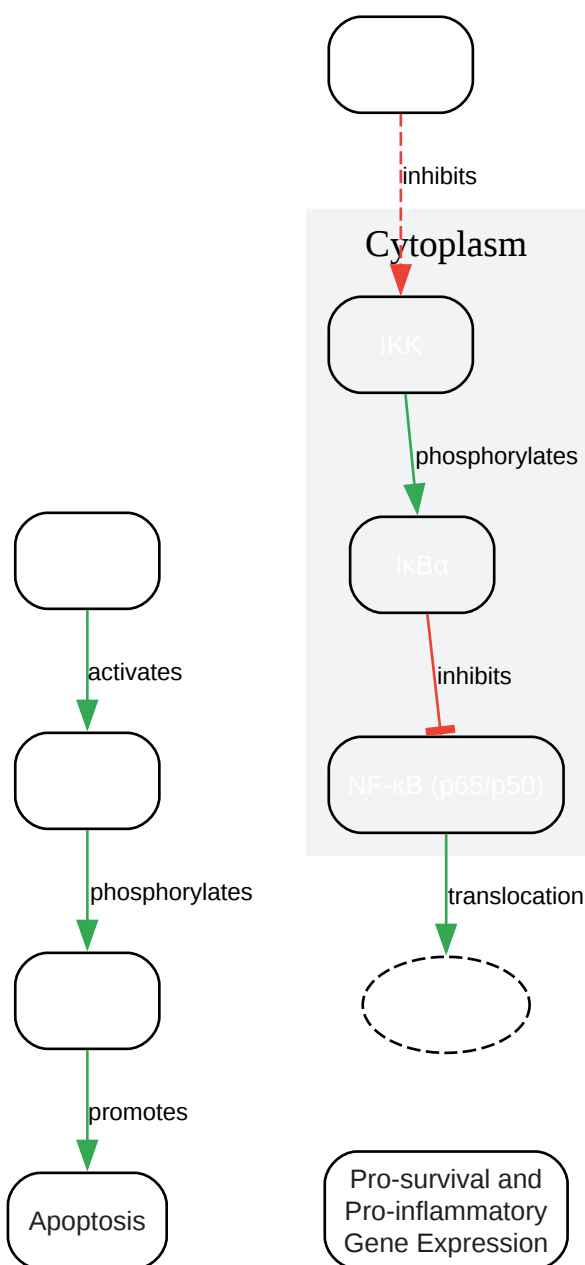 inhibits
Cytoplasm
IKK
phosphorylates
IκBα
inhibits
NF-κB (p65/p50)
translocation
activates
phosphorylates
promotes
Apoptosis
Pro-survival and
Pro-inflammatory
Gene Expression